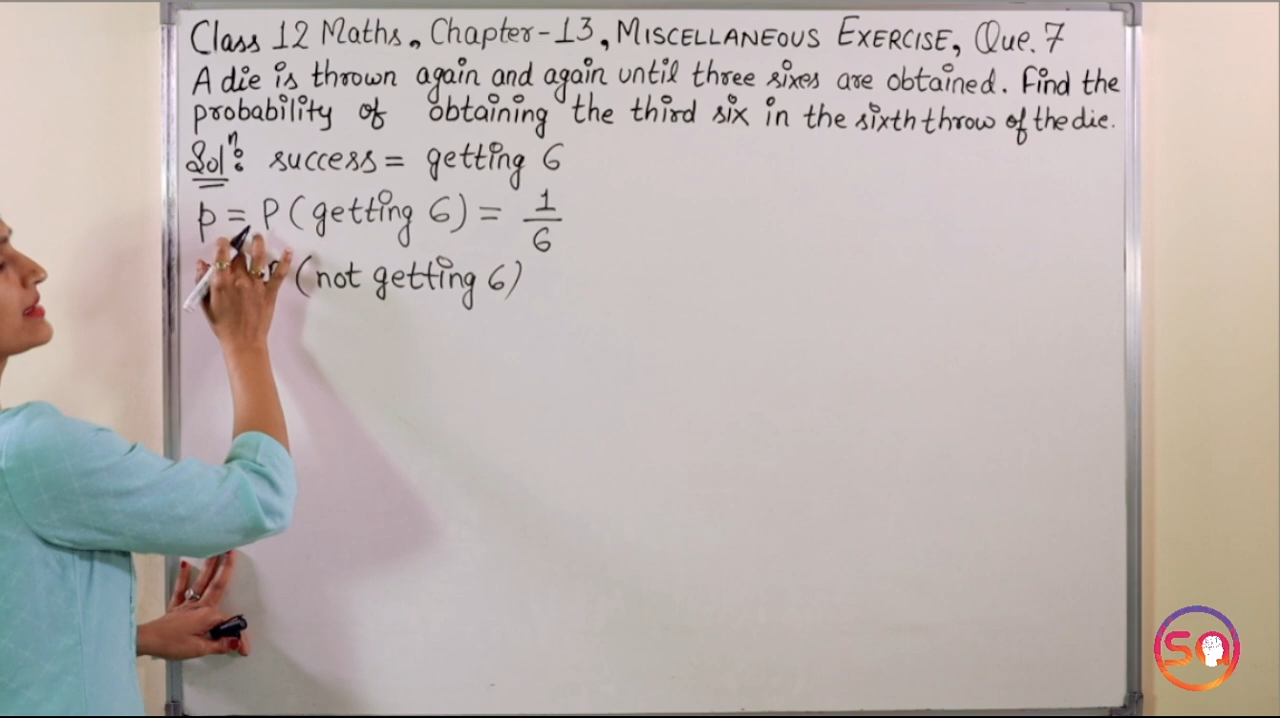 Class 12 Maths, Chapter-13, MISCELLANEOUS EXERCISE, Que. 7
A die is thrown again and again until three sixes are obtained. Find the
probability of obtaining the third six in the sixth throw of the die.
Solⁿ: success = getting 6
p = P(getting 6) = 1/6
(not getting 6)
SQ